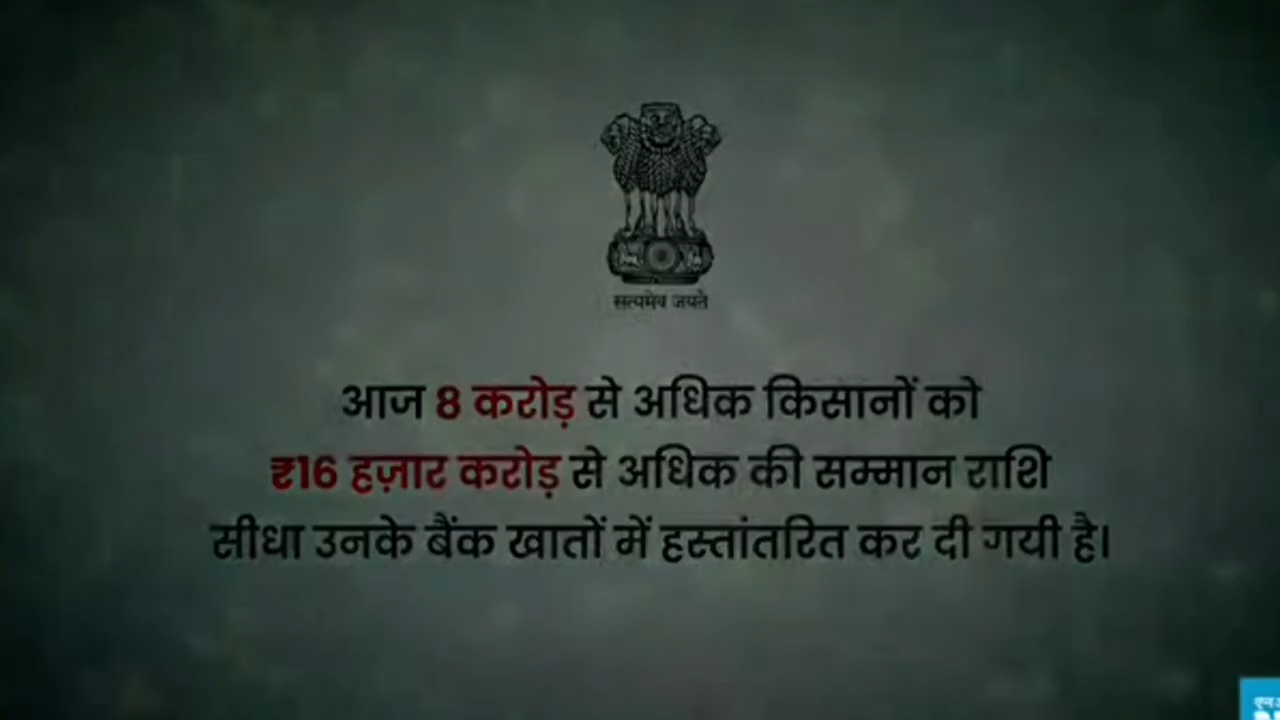 सत्यमेव जयते
आज 8 करोड़ से अधिक किसानों को
₹16 हज़ार करोड़ से अधिक की सम्मान राशि
सीधा उनके बैंक खातों में हस्तांतरित कर दी गयी है।